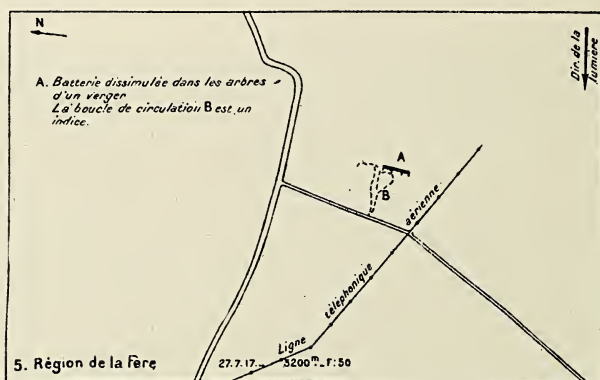 N
Dir. de la
lumière
A. Batterie dissimulée dans les arbres
d'un verger
La boucle de circulation B est un
indice.
A
B
aérienne
téléphonique
Ligne
5. Région de la Fère
27.7.17._ 3200m_F:50